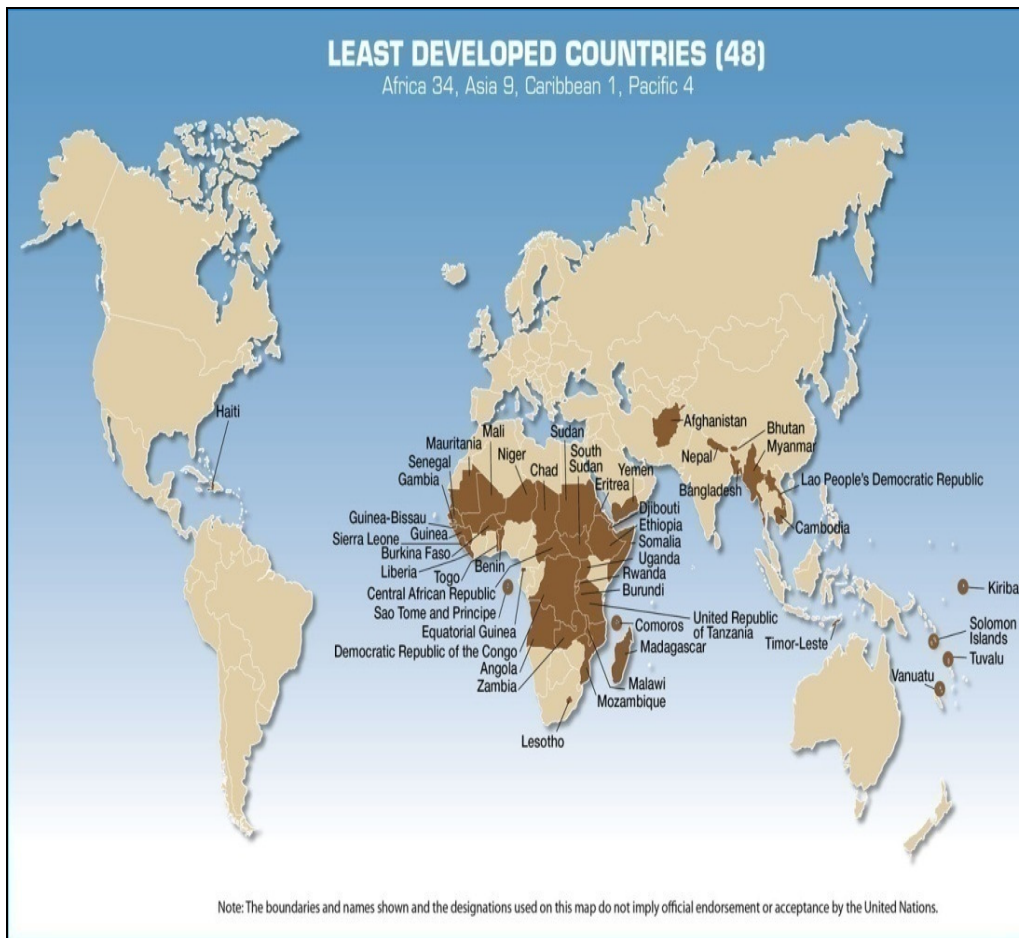 LEAST DEVELOPED COUNTRIES (48)
Africa 34, Asia 9, Caribbean 1, Pacific 4
Haiti
Afghanistan
Bhutan
Nepal
Myanmar
Bangladesh
Lao People's Democratic Republic
Cambodia
Mali
Sudan
Mauritania
Niger
South
Sudan
Senegal
Chad
Yemen
Gambia
Eritrea
Djibouti
Guinea-Bissau
Ethiopia
Guinea
Sierra Leone
Somalia
Burkina Faso
Uganda
Liberia
Benin
Togo
Rwanda
Central African Republic
Burundi
Sao Tome and Principe
United Republic
of Tanzania
Comoros
Equatorial Guinea
Democratic Republic of the Congo
Madagascar
Angola
Zambia
Malawi
Mozambique
Lesotho
Timor-Leste
Kiriba
Solomon
Islands
Tuvalu
Vanuatu
Note: The boundaries and names shown and the designations used on this map do not imply official endorsement or acceptance by the United Nations.